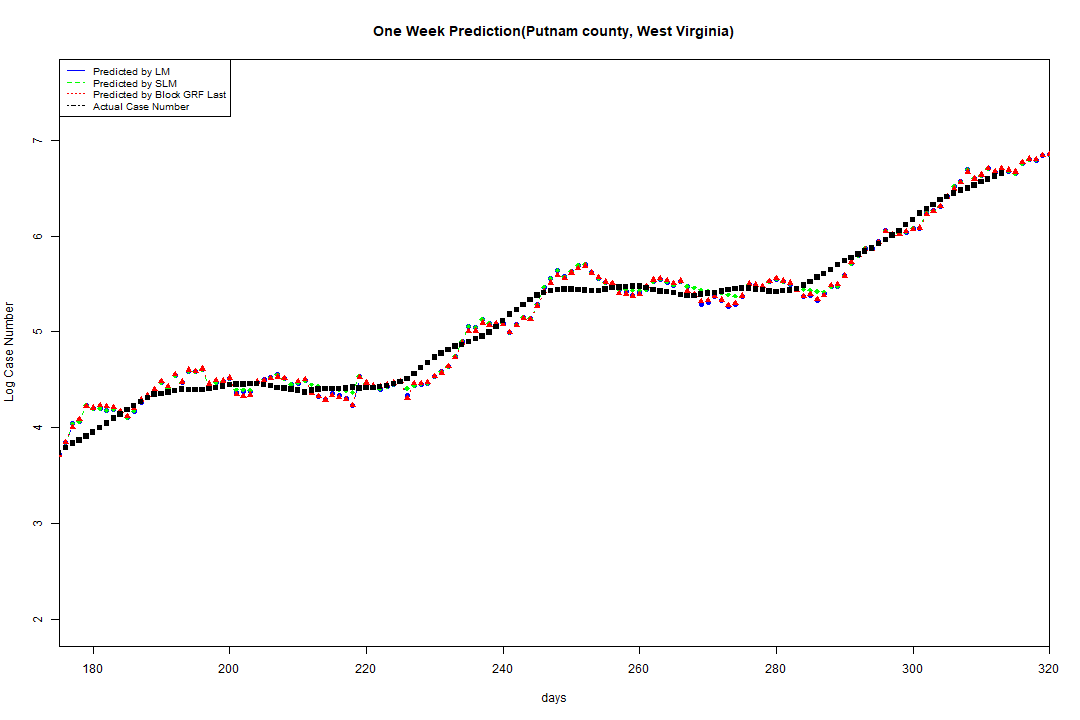 One Week Prediction(Putnam county, West Virginia)
Predicted by LM
Predicted by SLM
Predicted by Block GRF Last
Actual Case Number
7
6
5
4
3
2
Log Case Number
180 200 220 240 260 280 300 320
days